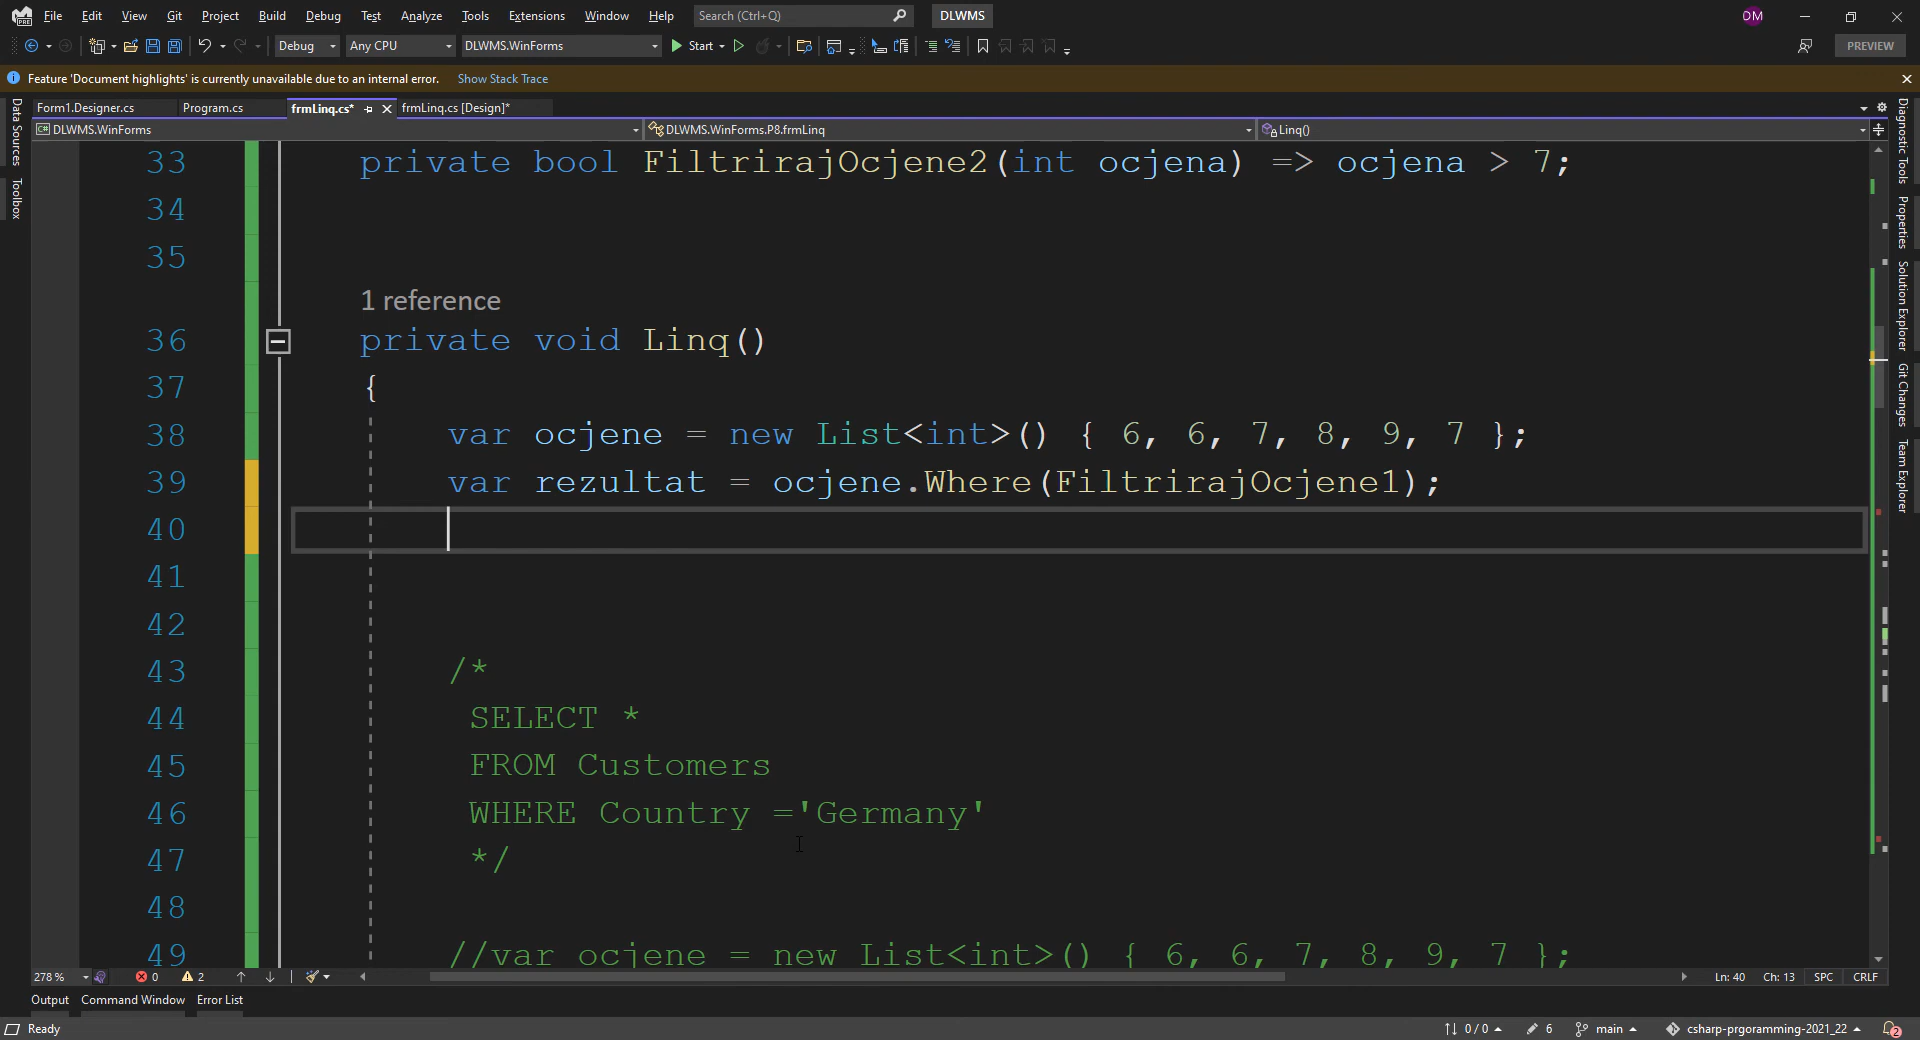 File Edit View Git Project Build Debug Test Analyze Tools Extensions Window Help Search (Ctrl+Q) DLWMS DM
Debug Any CPU DLWMS.WinForms Start PREVIEW
Feature 'Document highlights' is currently unavailable due to an internal error. Show Stack Trace
Form1.Designer.cs Program.cs frmLinq.cs* frmLinq.cs [Design]*
DLWMS.WinForms DLWMS.WinForms.P8.frmLinq Linq()
Data Sources
Toolbox
33 private bool FiltrirajOcjene2(int ocjena) => ocjena > 7;
34
35
1 reference
36 private void Linq()
37 {
38 var ocjene = new List<int>() { 6, 6, 7, 8, 9, 7 };
39 var rezultat = ocjene.Where(FiltrirajOcjene1);
40
41
42
43 /*
44 SELECT *
45 FROM Customers
46 WHERE Country ='Germany'
47 */
48
49 //var ocjene = new List<int>() { 6, 6, 7, 8, 9, 7 };
Diagnostic Tools
Properties
Solution Explorer
Git Changes
Team Explorer
278 % 0 2 Ln: 40 Ch: 13 SPC CRLF
Output Command Window Error List
Ready 0 / 0 6 main csharp-prgoramming-2021_22 2